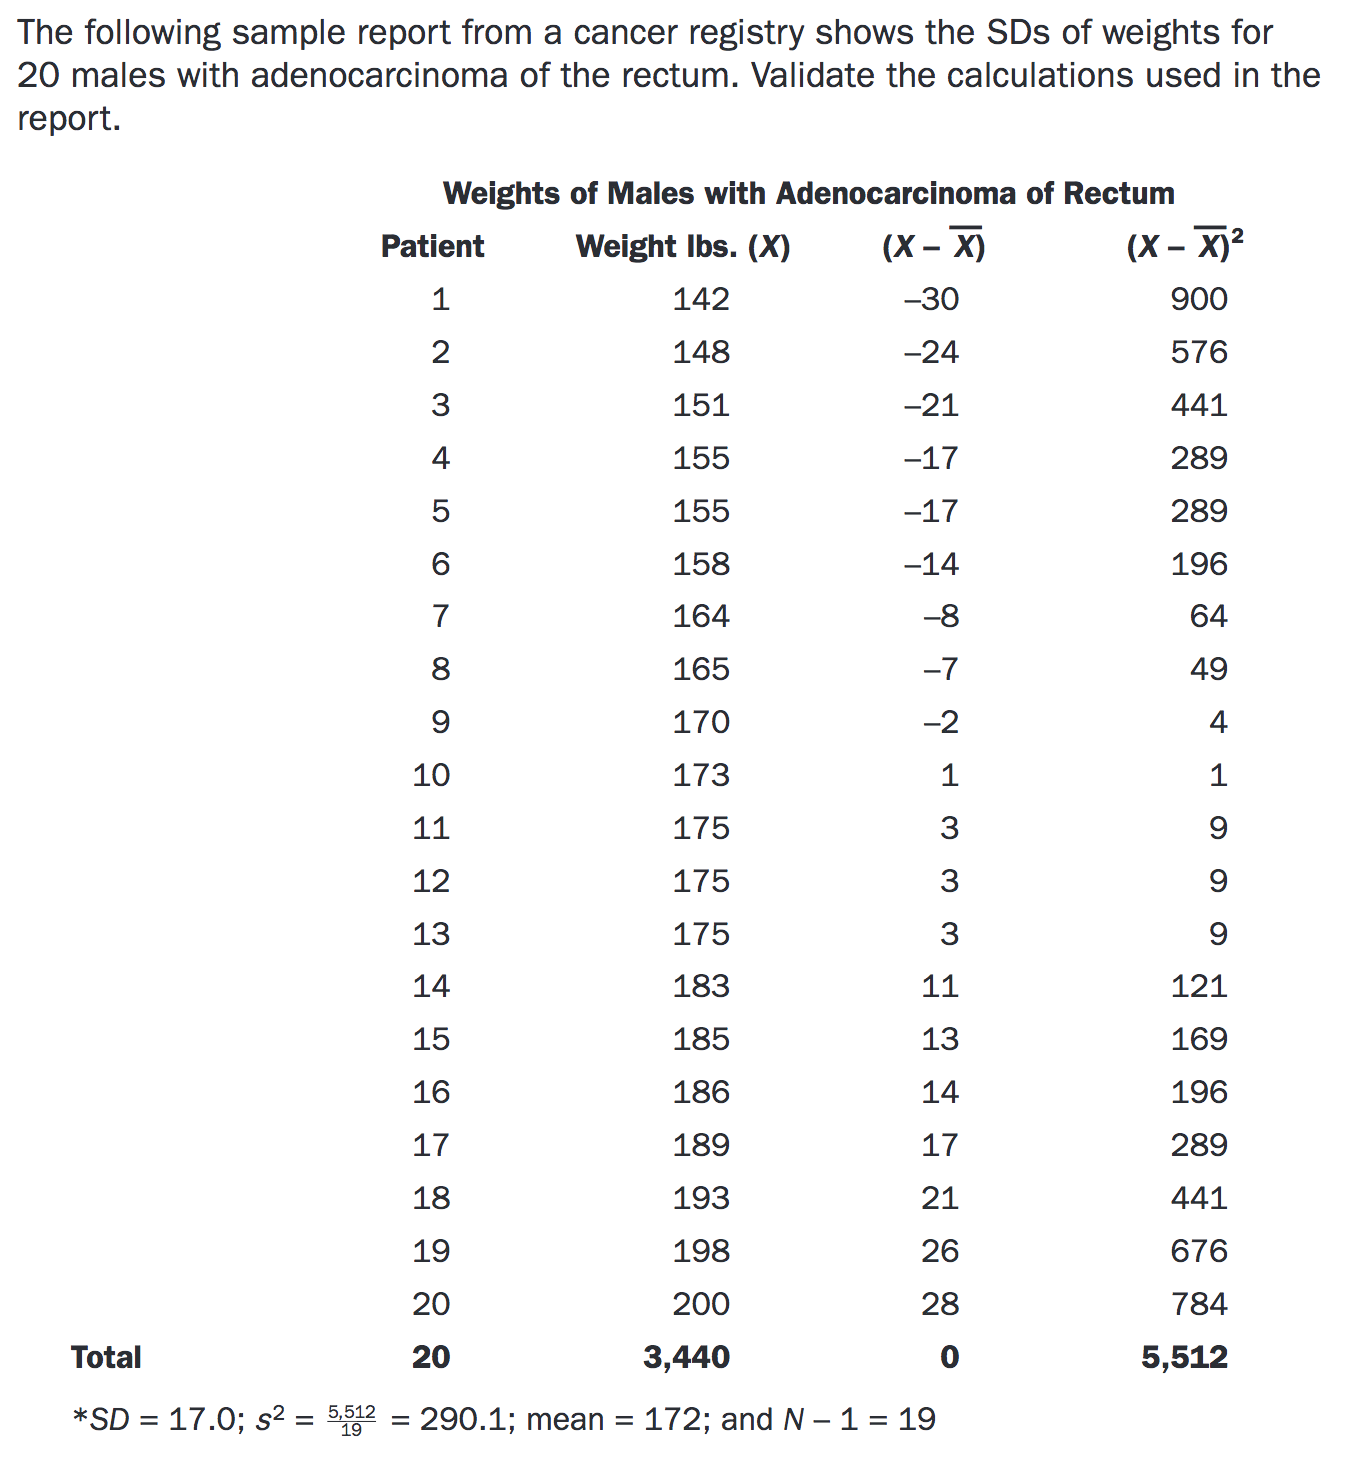 The following sample report from a cancer registry shows the SDs of weights for
20 males with adenocarcinoma of the rectum. Validate the calculations used in the
report.
Weights of Males with Adenocarcinoma of Rectum
Patient Weight lbs. (X) (X – X̅) (X – X̅)²
1 142 –30 900
2 148 –24 576
3 151 –21 441
4 155 –17 289
5 155 –17 289
6 158 –14 196
7 164 –8 64
8 165 –7 49
9 170 –2 4
10 173 1 1
11 175 3 9
12 175 3 9
13 175 3 9
14 183 11 121
15 185 13 169
16 186 14 196
17 189 17 289
18 193 21 441
19 198 26 676
20 200 28 784
Total 20 3,440 0 5,512
*SD = 17.0; s² = 5,512/19 = 290.1; mean = 172; and N – 1 = 19